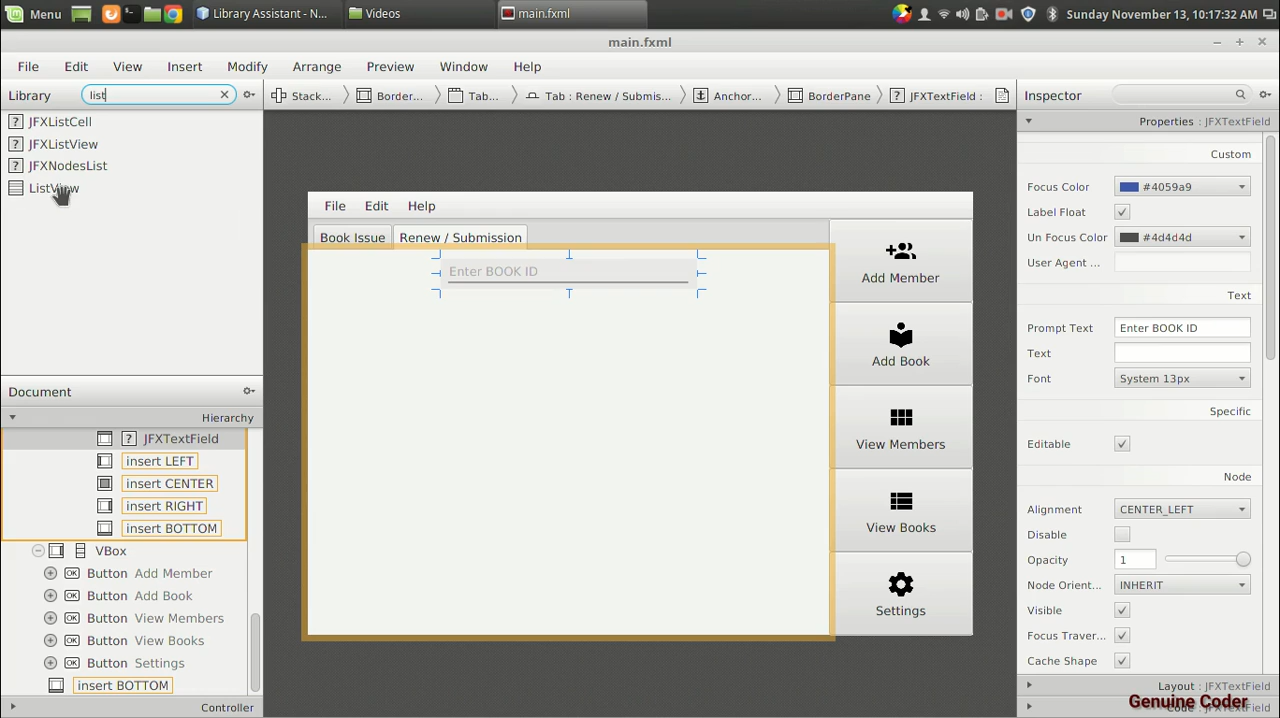 Menu
Library Assistant - N...
Videos
main.fxml
Sunday November 13, 10:17:32 AM
main.fxml
File Edit View Insert Modify Arrange Preview Window Help
Library
list
Stack...
Border...
Tab...
Tab : Renew / Submis...
Anchor...
BorderPane
JFXTextField :
Inspector
JFXListCell
JFXListView
JFXNodesList
ListView
Document
Hierarchy
JFXTextField
insert LEFT
insert CENTER
insert RIGHT
insert BOTTOM
VBox
Button Add Member
Button Add Book
Button View Members
Button View Books
Button Settings
insert BOTTOM
Controller
File Edit Help
Book Issue
Renew / Submission
Enter BOOK ID
Add Member
Add Book
View Members
View Books
Settings
Properties : JFXTextField
Custom
Focus Color #4059a9
Label Float
Un Focus Color #4d4d4d
User Agent ...
Text
Prompt Text Enter BOOK ID
Text
Font System 13px
Specific
Editable
Node
Alignment CENTER_LEFT
Disable
Opacity 1
Node Orient... INHERIT
Visible
Focus Traver...
Cache Shape
Layout : JFXTextField
Code : JFXTextField
Genuine Coder